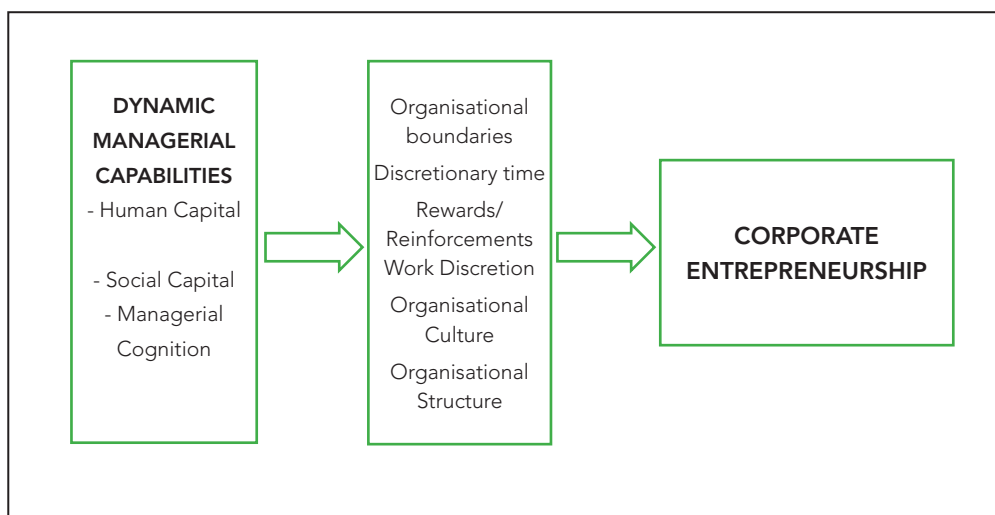 DYNAMIC
MANAGERIAL
CAPABILITIES
- Human Capital
- Social Capital
- Managerial
Cognition
Organisational
boundaries
Discretionary time
Rewards/
Reinforcements
Work Discretion
Organisational
Culture
Organisational
Structure
CORPORATE
ENTREPRENEURSHIP